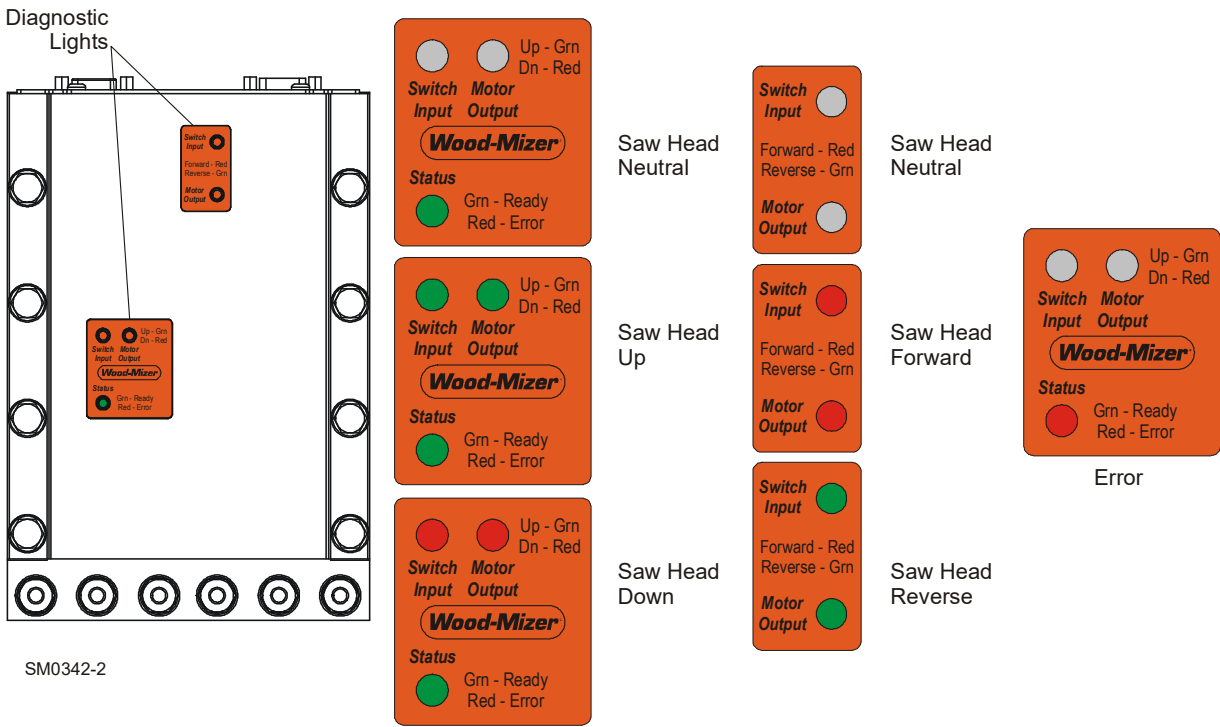 Diagnostic
Lights
Switch
Input
Forward - Red
Reverse - Grn
Motor
Output
Up - Grn
Dn - Red
Switch Motor
Input Output
Wood-Mizer
Status
Grn - Ready
Red - Error
SM0342-2
Up - Grn
Dn - Red
Switch Motor
Input Output
Wood-Mizer
Status
Grn - Ready
Red - Error
Saw Head
Neutral
Up - Grn
Dn - Red
Switch Motor
Input Output
Wood-Mizer
Status
Grn - Ready
Red - Error
Saw Head
Up
Up - Grn
Dn - Red
Switch Motor
Input Output
Wood-Mizer
Status
Grn - Ready
Red - Error
Saw Head
Down
Switch
Input
Forward - Red
Reverse - Grn
Motor
Output
Saw Head
Neutral
Switch
Input
Forward - Red
Reverse - Grn
Motor
Output
Saw Head
Forward
Switch
Input
Forward - Red
Reverse - Grn
Motor
Output
Saw Head
Reverse
Up - Grn
Dn - Red
Switch Motor
Input Output
Wood-Mizer
Status
Grn - Ready
Red - Error
Error